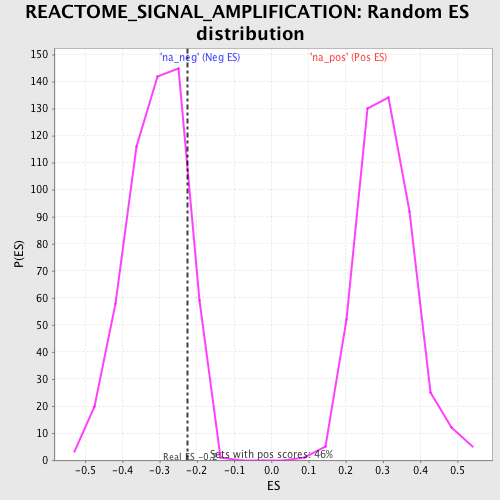 REACTOME_SIGNAL_AMPLIFICATION: Random ES
distribution
'na_neg' (Neg ES)
'na_pos' (Pos ES)
150
140
130
120
110
100
90
80
70
60
50
40
30
20
10
0
P(ES)
Real ES
Sets with pos scores: 46%
-0.5 -0.4 -0.3 -0.2 -0.1 0.0 0.1 0.2 0.3 0.4 0.5
ES